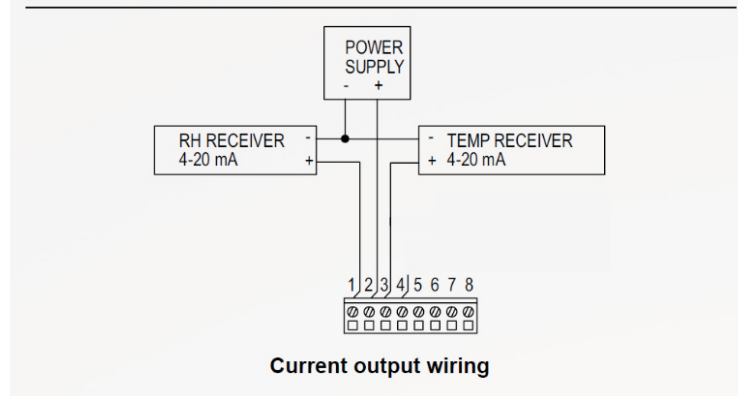 POWER
SUPPLY
- +
RH RECEIVER -
4-20 mA +
- TEMP RECEIVER
+ 4-20 mA
1 2 3 4 5 6 7 8
Current output wiring